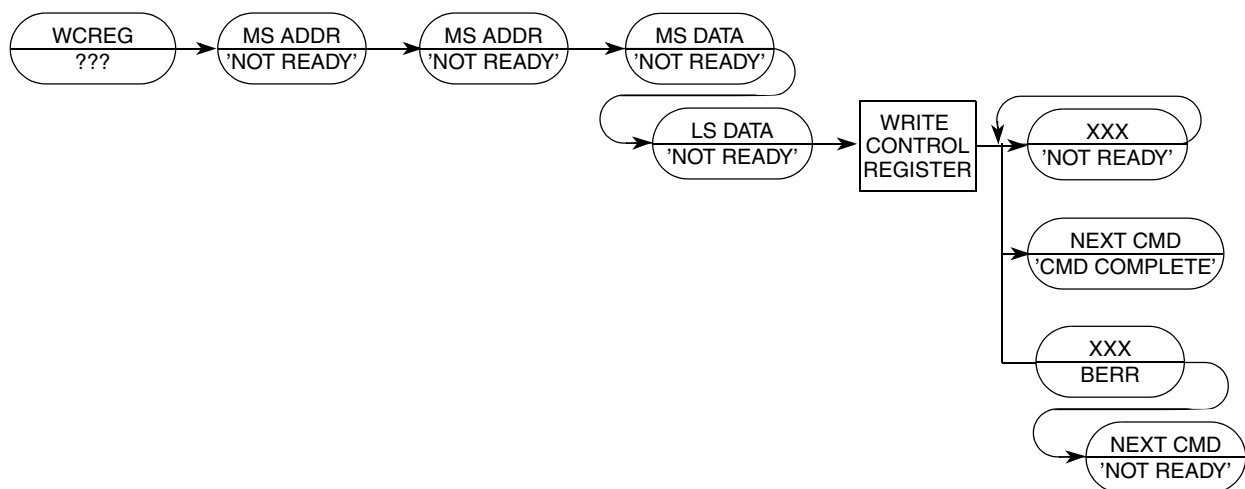 WCREG
???
MS ADDR
'NOT READY'
MS ADDR
'NOT READY'
MS DATA
'NOT READY'
LS DATA
'NOT READY'
WRITE
CONTROL
REGISTER
XXX
'NOT READY'
NEXT CMD
'CMD COMPLETE'
XXX
BERR
NEXT CMD
'NOT READY'